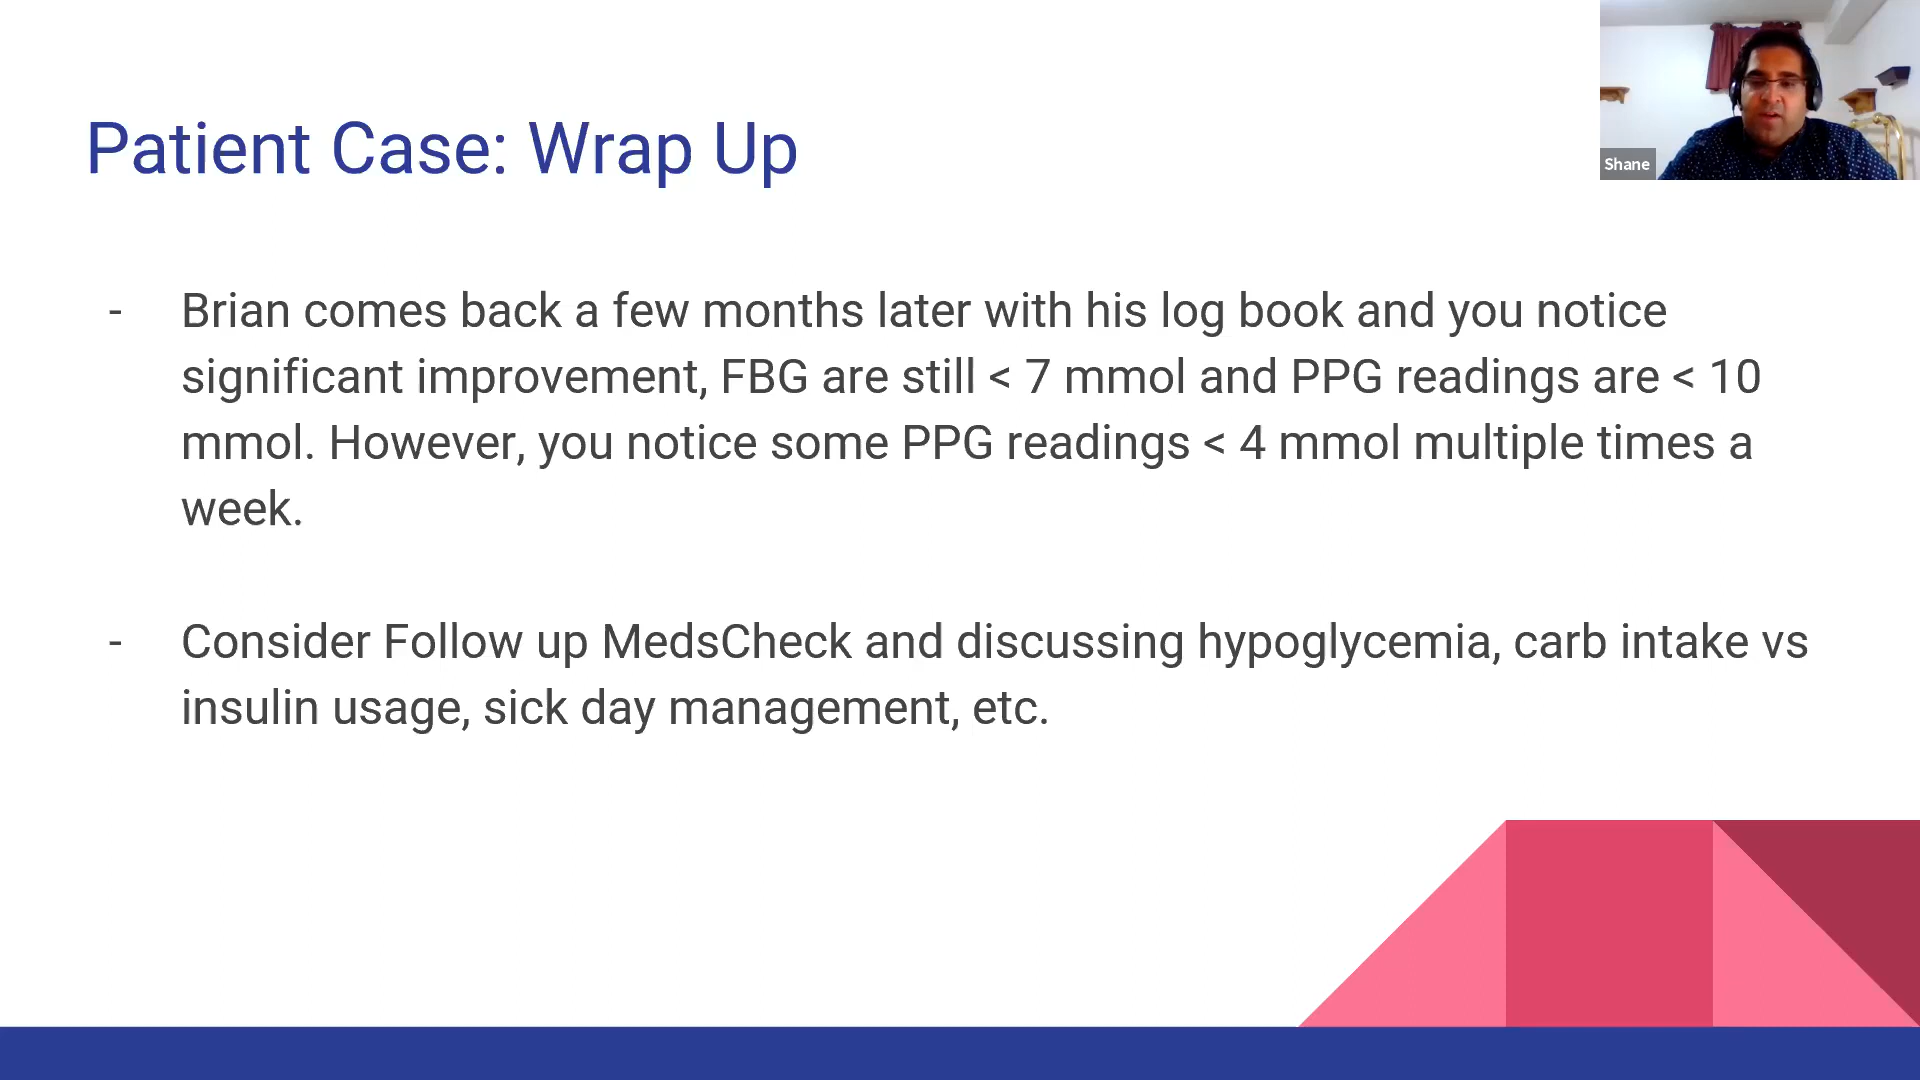 Shane
Patient Case: Wrap Up
- Brian comes back a few months later with his log book and you notice
significant improvement, FBG are still < 7 mmol and PPG readings are < 10
mmol. However, you notice some PPG readings < 4 mmol multiple times a
week.
- Consider Follow up MedsCheck and discussing hypoglycemia, carb intake vs
insulin usage, sick day management, etc.